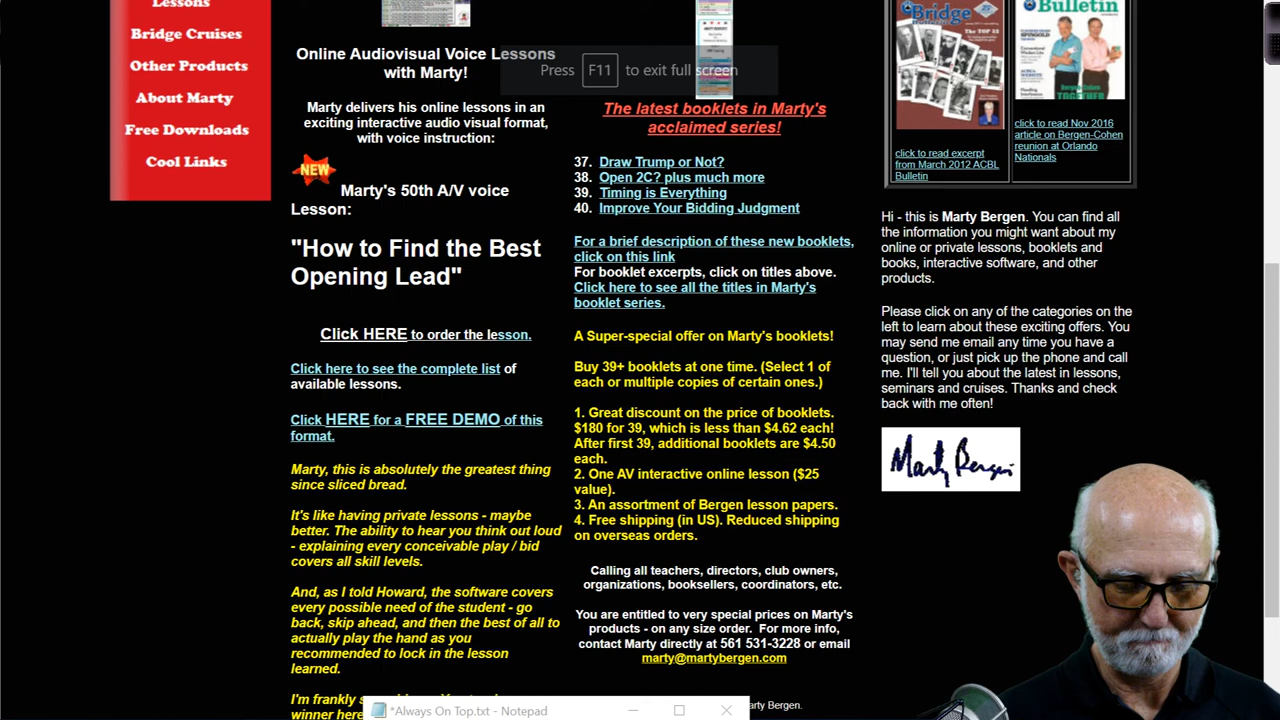 Lessons
Bridge Cruises
Other Products
About Marty
Free Downloads
Cool Links
Online Audiovisual Voice Lessons
with Marty!
Marty delivers his online lessons in an
exciting interactive audio visual format,
with voice instruction:
NEW
Marty's 50th A/V voice
Lesson:
"How to Find the Best
Opening Lead"
Click HERE to order the lesson.
Click here to see the complete list of
available lessons.
Click HERE for a FREE DEMO of this
format.
Marty, this is absolutely the greatest thing
since sliced bread.
It's like having private lessons - maybe
better. The ability to hear you think out loud
- explaining every conceivable play / bid
covers all skill levels.
And, as I told Howard, the software covers
every possible need of the student - go
back, skip ahead, and then the best of all to
actually play the hand as you
recommended to lock in the lesson
learned.
I'm frankly
winner here
Press F11 to exit full screen
The latest booklets in Marty's
acclaimed series!
37. Draw Trump or Not?
38. Open 2C? plus much more
39. Timing is Everything
40. Improve Your Bidding Judgment
For a brief description of these new booklets,
click on this link
For booklet excerpts, click on titles above.
Click here to see all the titles in Marty's
booklet series.
A Super-special offer on Marty's booklets!
Buy 39+ booklets at one time. (Select 1 of
each or multiple copies of certain ones.)
1. Great discount on the price of booklets.
$180 for 39, which is less than $4.62 each!
After first 39, additional booklets are $4.50
each.
2. One AV interactive online lesson ($25
value).
3. An assortment of Bergen lesson papers.
4. Free shipping (in US). Reduced shipping
on overseas orders.
Calling all teachers, directors, club owners,
organizations, booksellers, coordinators, etc.
You are entitled to very special prices on Marty's
products - on any size order. For more info,
contact Marty directly at 561 531-3228 or email
marty@martybergen.com
arty Bergen.
*Always On Top.txt - Notepad
Bridge
click to read excerpt
from March 2012 ACBL
Bulletin
Bulletin
TOGETHER
click to read Nov 2016
article on Bergen-Cohen
reunion at Orlando
Nationals
Hi - this is Marty Bergen. You can find all
the information you might want about my
online or private lessons, booklets and
books, interactive software, and other
products.
Please click on any of the categories on the
left to learn about these exciting offers. You
may send me email any time you have a
question, or just pick up the phone and call
me. I'll tell you about the latest in lessons,
seminars and cruises. Thanks and check
back with me often!
Marty Bergen